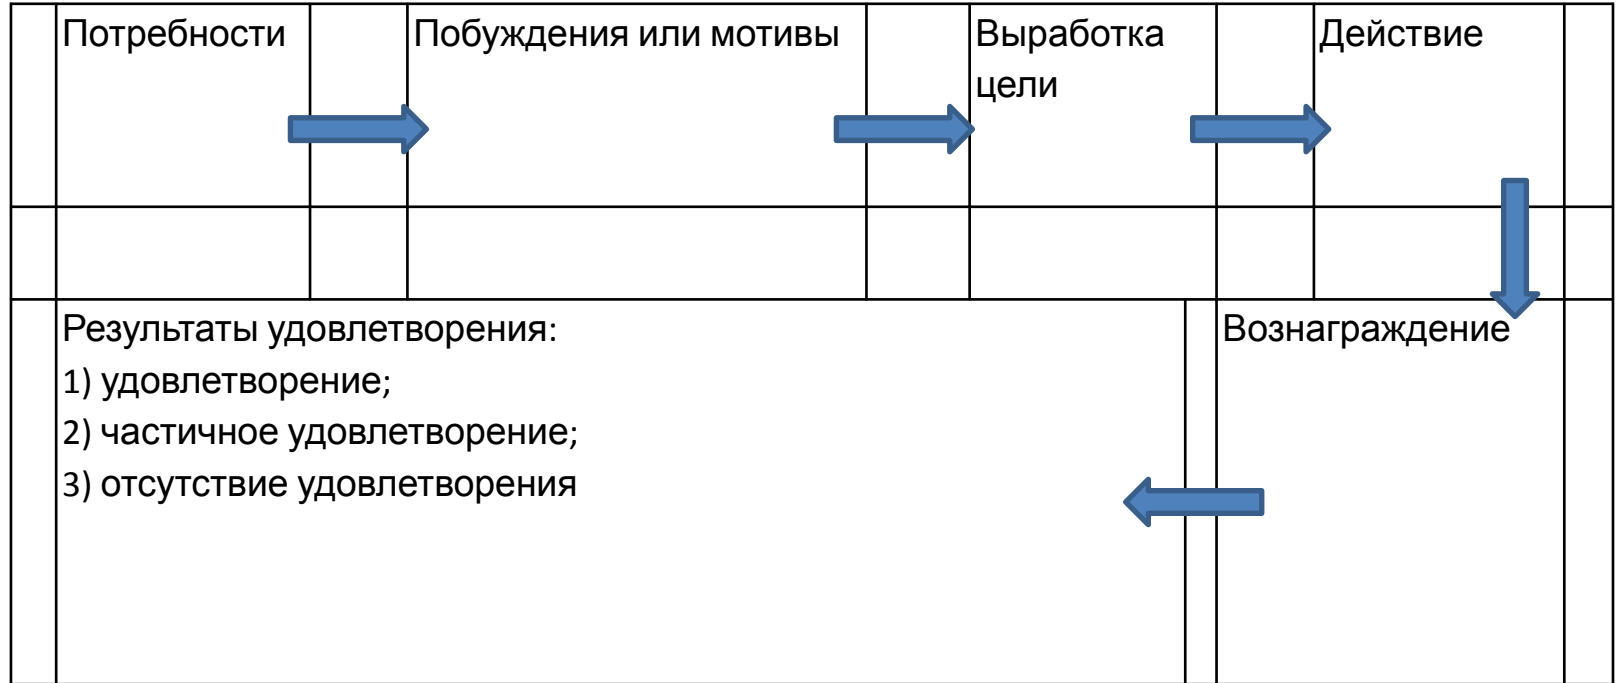 Потребности
Побуждения или мотивы
Выработка
цели
Действие
Результаты удовлетворения:
1) удовлетворение;
2) частичное удовлетворение;
3) отсутствие удовлетворения
Вознаграждение